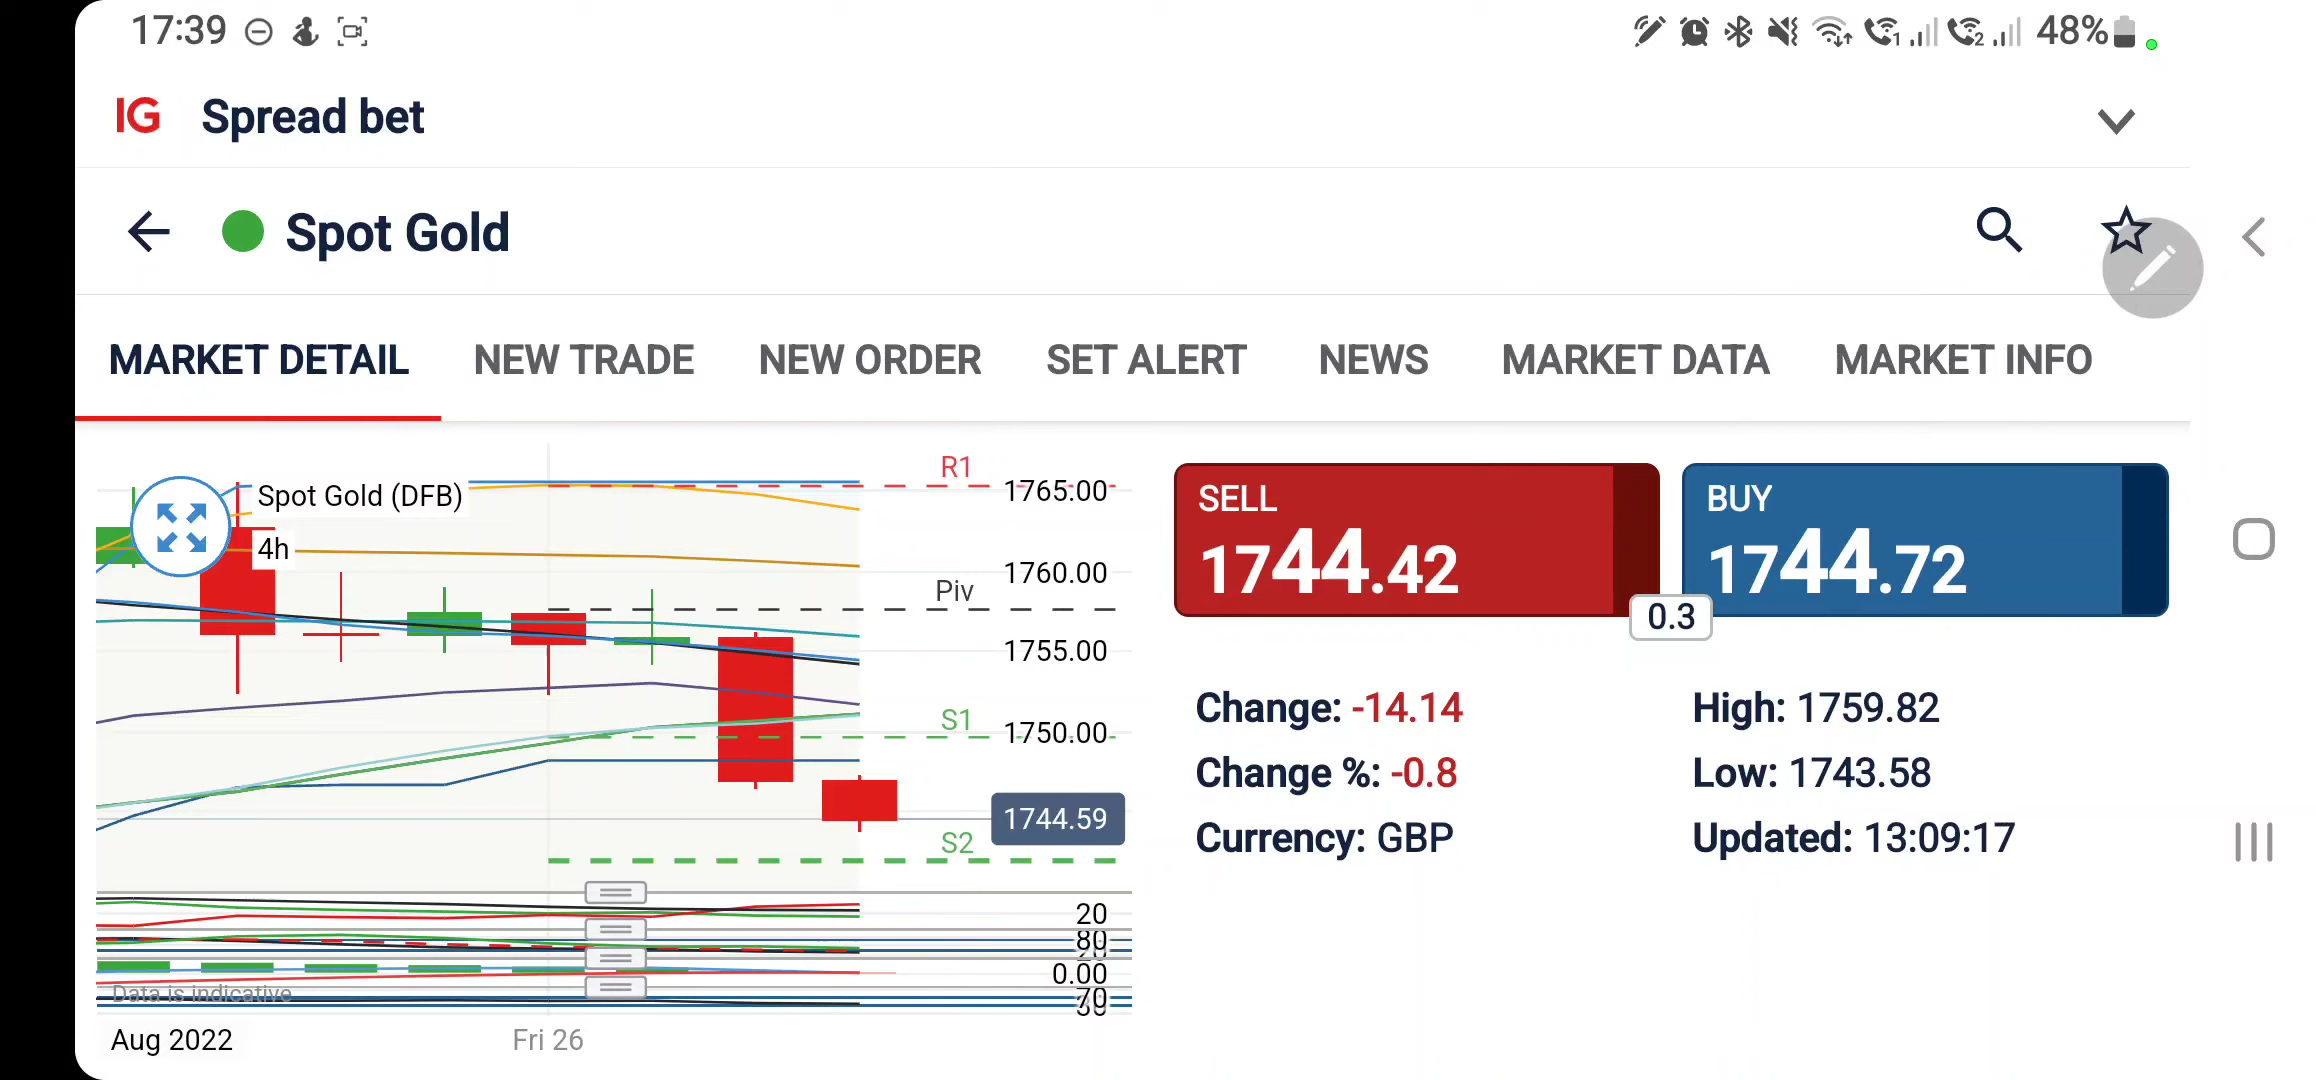 17:39
1
2
48%
IG Spread bet
Spot Gold
MARKET DETAIL NEW TRADE NEW ORDER SET ALERT NEWS MARKET DATA MARKET INFO
Spot Gold (DFB)
4h
R1
1765.00
1760.00
Piv
1755.00
S1
1750.00
1744.59
S2
20
80
0.00
70
30
Data is indicative
Aug 2022
Fri 26
SELL
1744.42
BUY
1744.72
0.3
Change: -14.14
Change %: -0.8
Currency: GBP
High: 1759.82
Low: 1743.58
Updated: 13:09:17